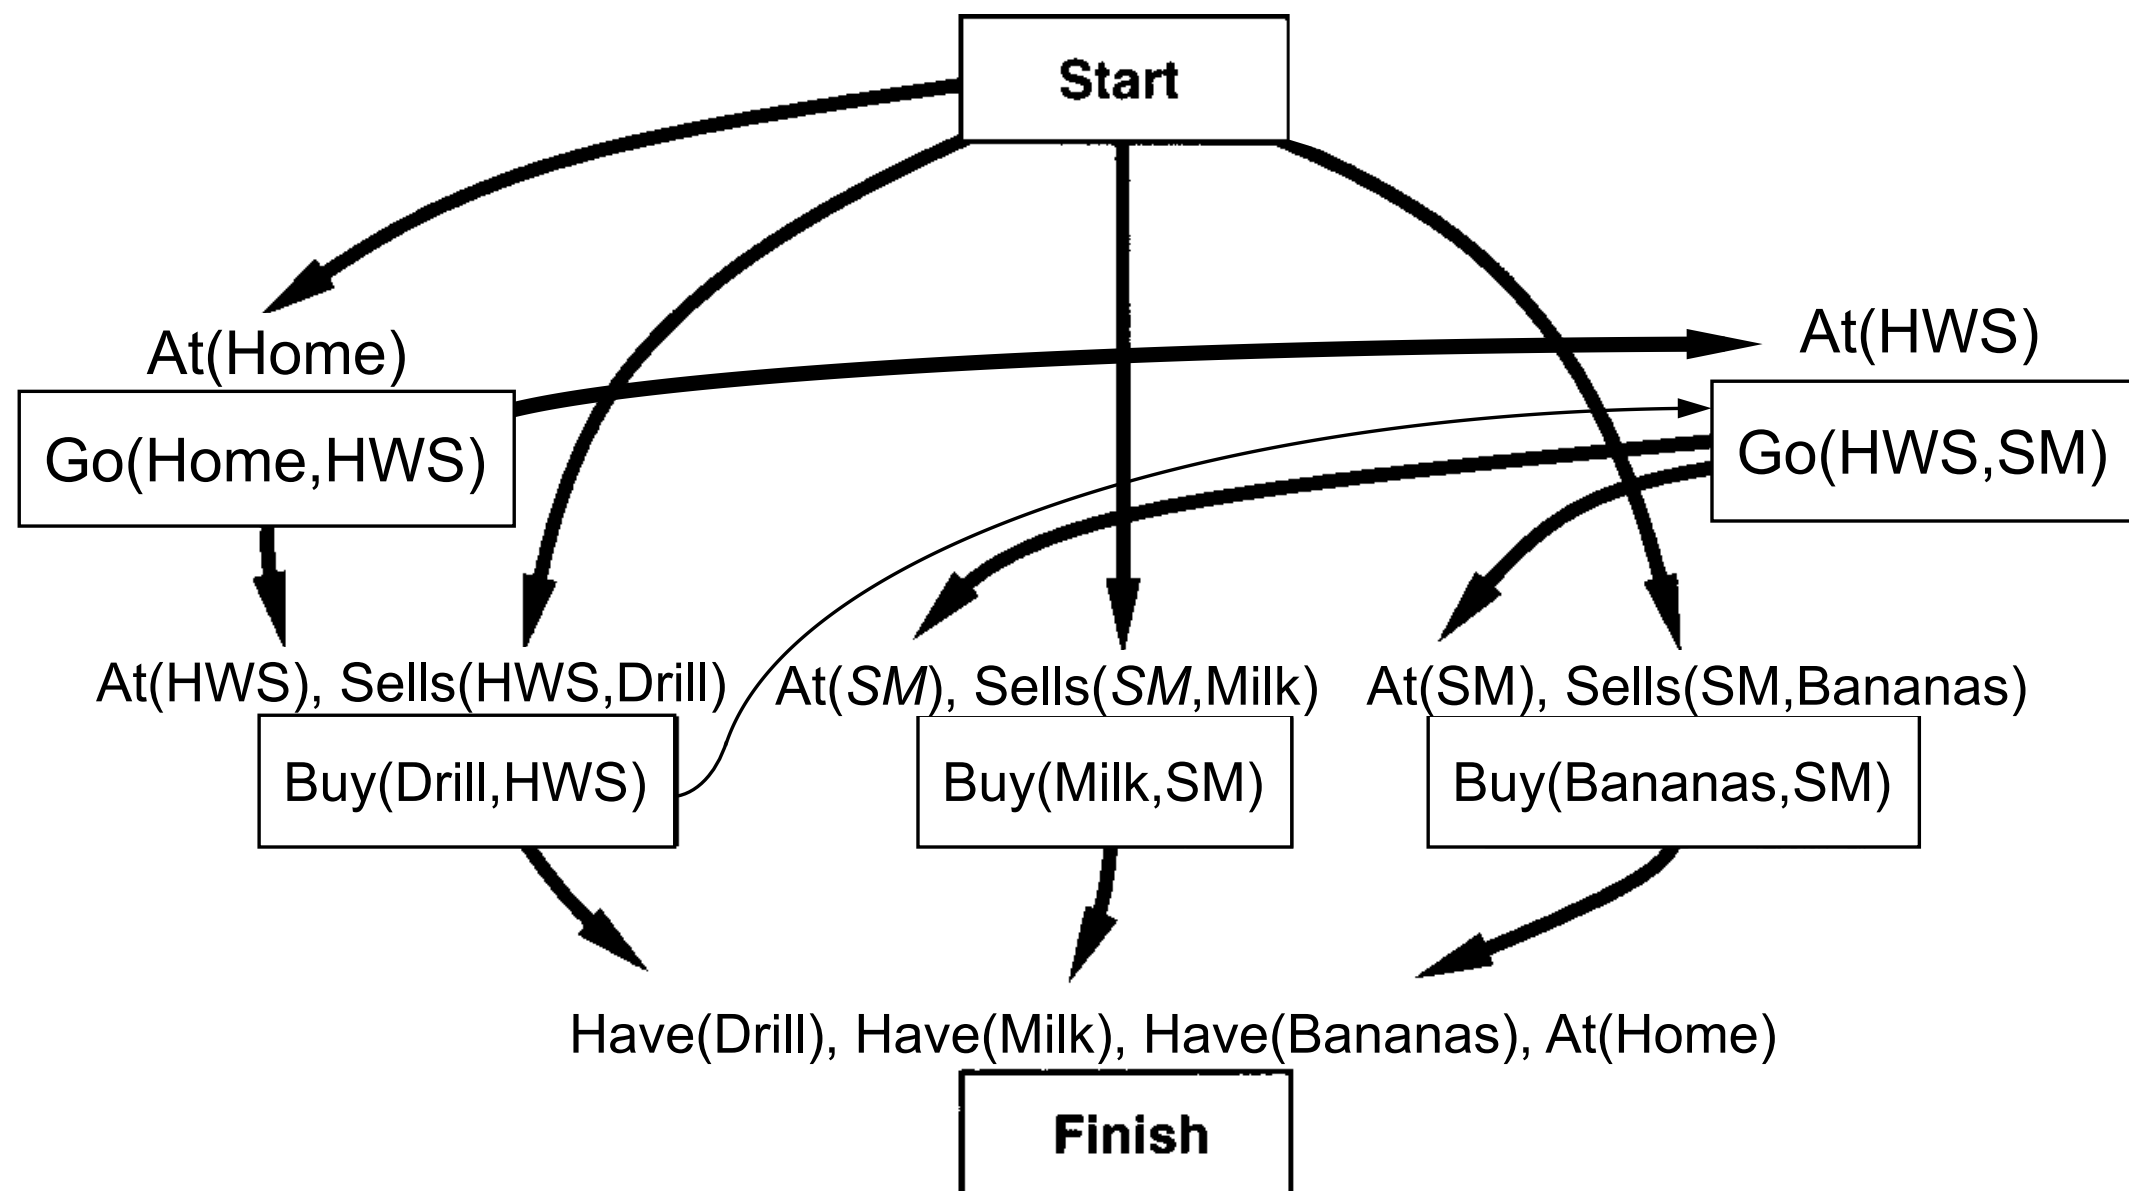 Start
At(Home)
At(HWS)
Go(Home,HWS)
Go(HWS,SM)
At(HWS), Sells(HWS,Drill)
At(SM), Sells(SM,Milk)
At(SM), Sells(SM,Bananas)
Buy(Drill,HWS)
Buy(Milk,SM)
Buy(Bananas,SM)
Have(Drill), Have(Milk), Have(Bananas), At(Home)
Finish